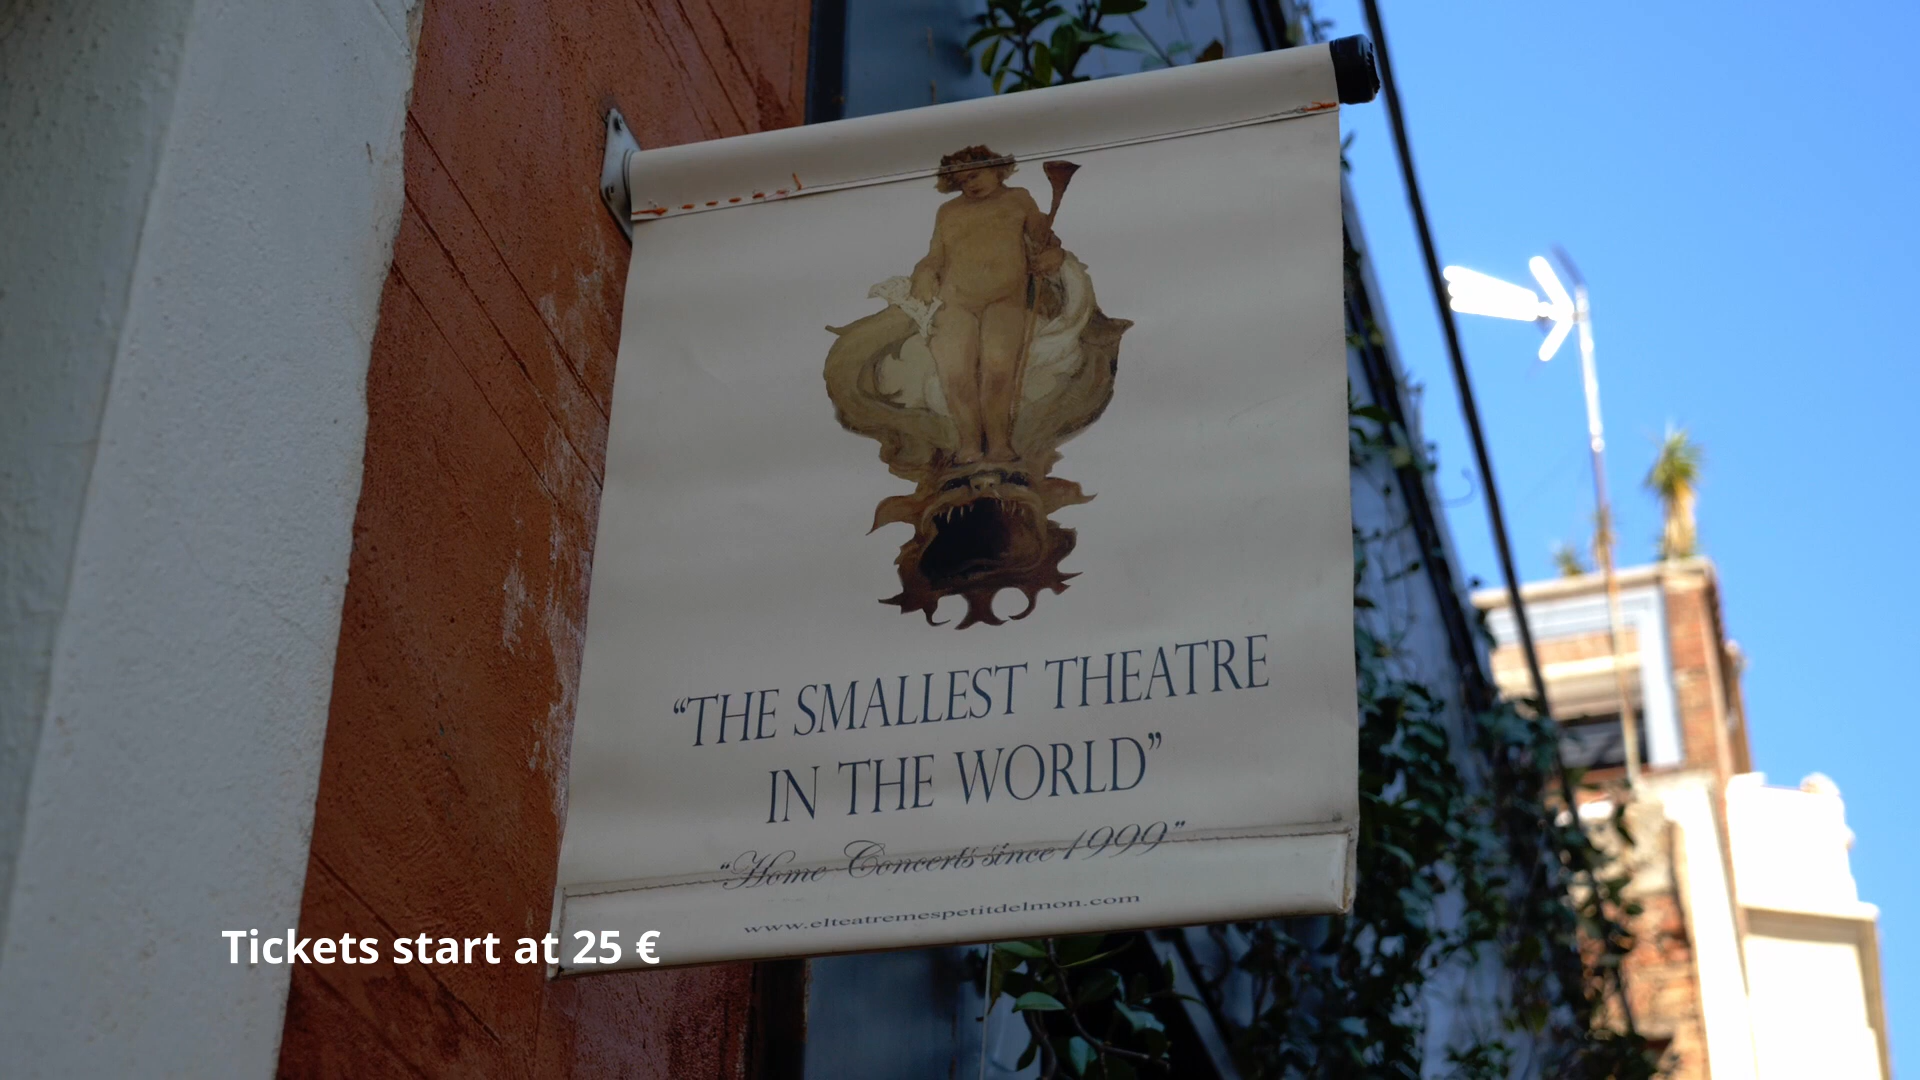 “THE SMALLEST THEATRE
IN THE WORLD”
“Home Concerts since 1999”
www.elteatremespetitdelmon.com
Tickets start at 25 €